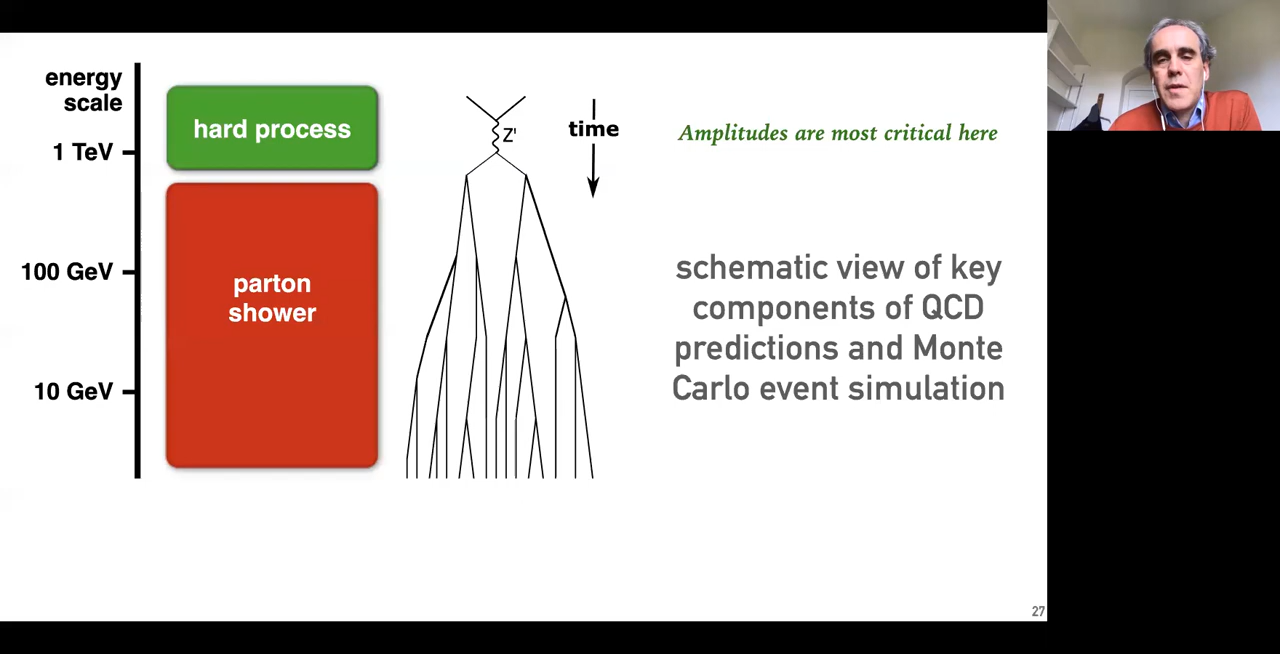 energy
scale
1 TeV
100 GeV
10 GeV
hard process
parton
shower
Z'
time
Amplitudes are most critical here
schematic view of key
components of QCD
predictions and Monte
Carlo event simulation
27